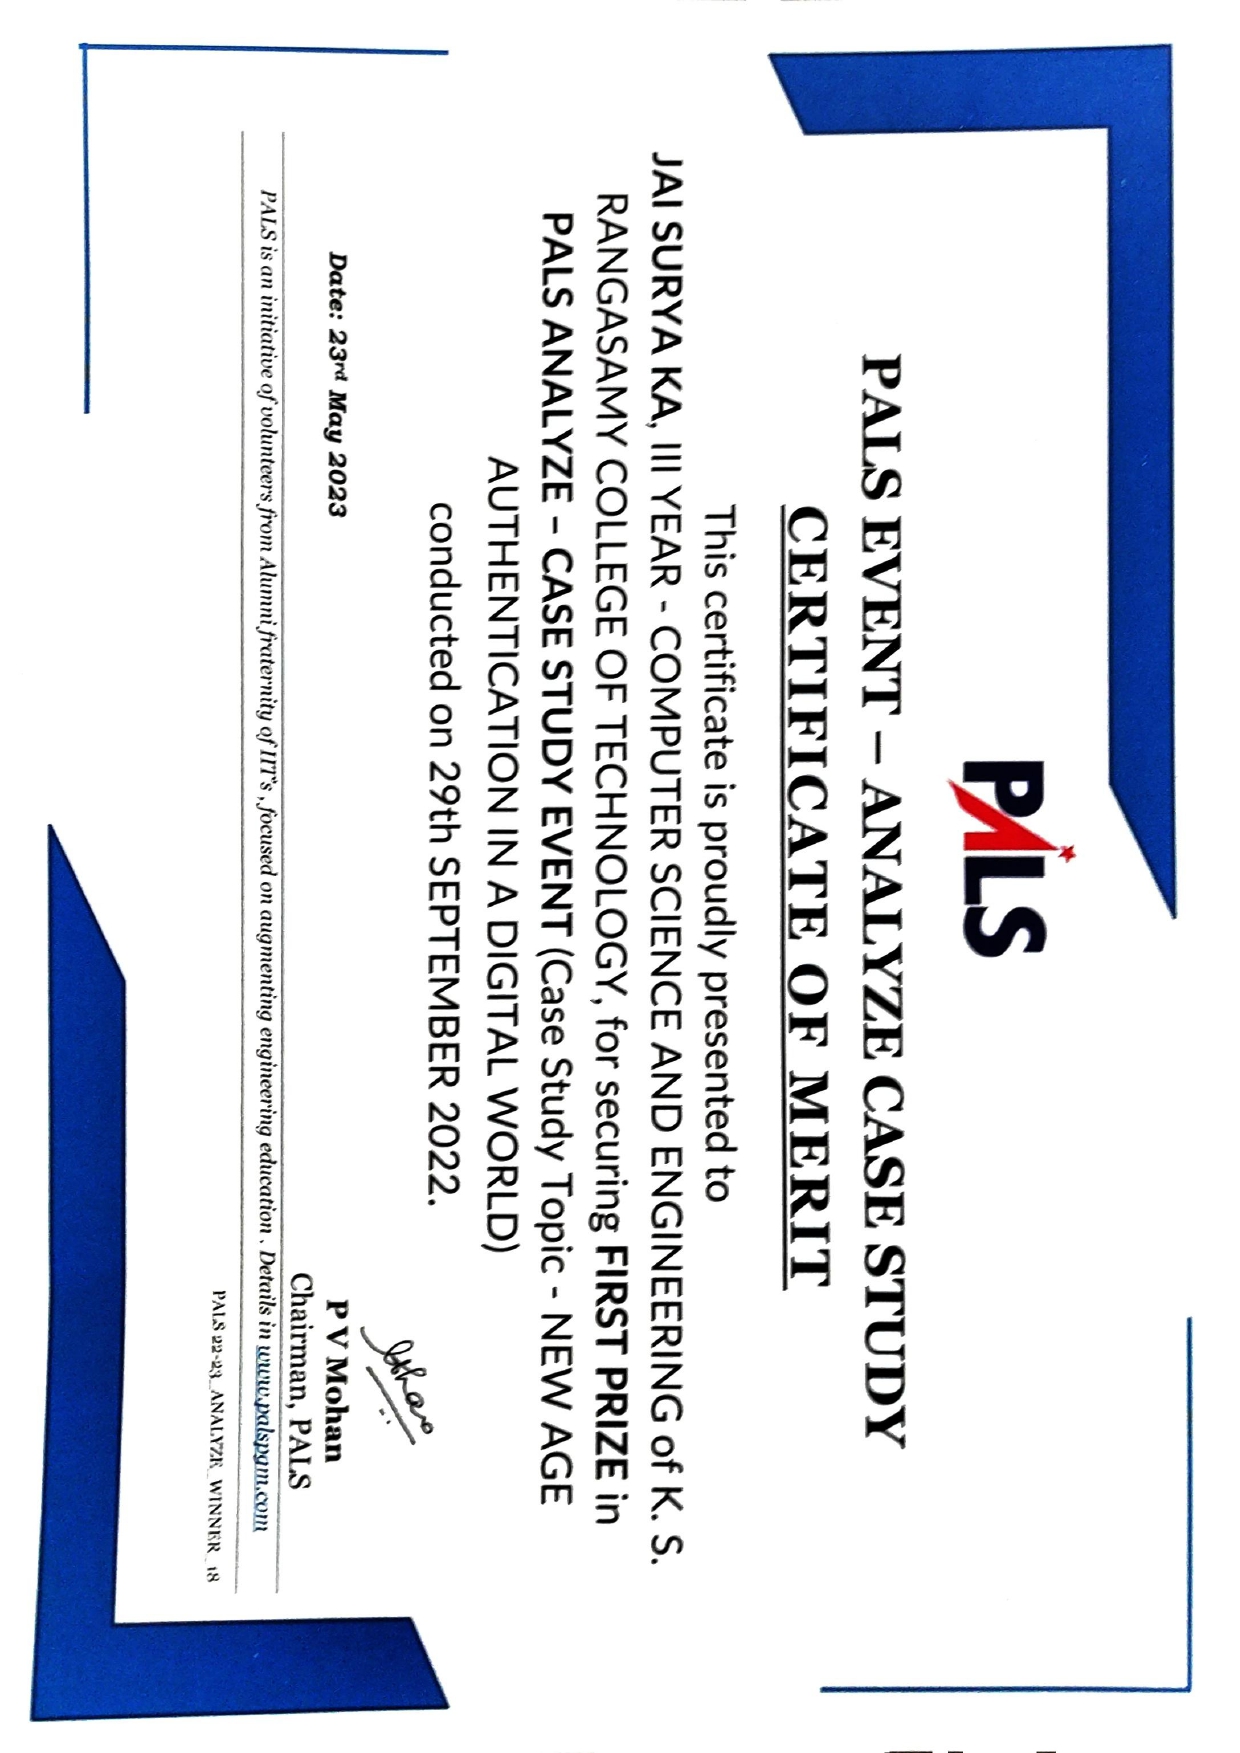 PALS
PALS EVENT – ANALYZE CASE STUDY
CERTIFICATE OF MERIT
This certificate is proudly presented to
JAI SURYA KA, III YEAR - COMPUTER SCIENCE AND ENGINEERING of K. S.
RANGASAMY COLLEGE OF TECHNOLOGY, for securing FIRST PRIZE in
PALS ANALYZE – CASE STUDY EVENT (Case Study Topic - NEW AGE
AUTHENTICATION IN A DIGITAL WORLD)
conducted on 29th SEPTEMBER 2022.
Date: 23rd May 2023
P V Mohan
Chairman, PALS
PALS is an initiative of volunteers from Alumni fraternity of IIT's , focused on augmenting engineering education . Details in www.palspgm.com
PALS 22-23_ANALYZE_WINNER_18